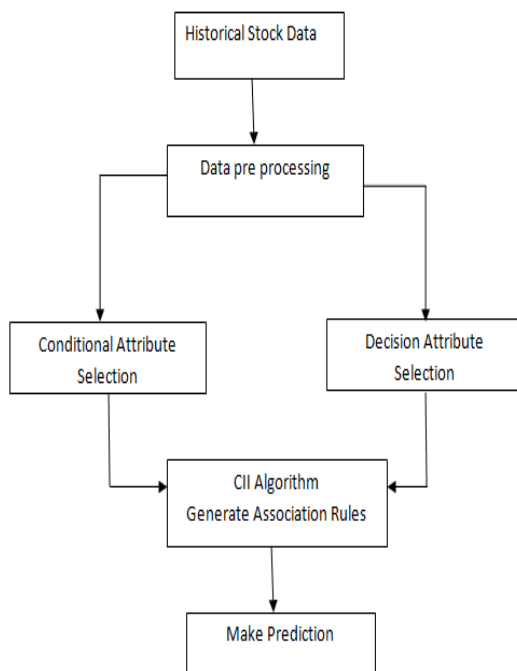 Historical Stock Data
Data pre processing
Conditional Attribute
Selection
Decision Attribute
Selection
CII Algorithm
Generate Association Rules
Make Prediction